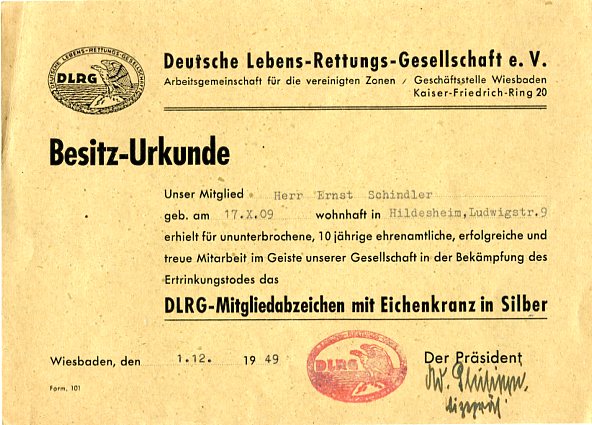 DEUTSCHE LEBENS-RETTUNGS-GESELLSCHAFT
DLRG
Deutsche Lebens-Rettungs-Gesellschaft e. V.
Arbeitsgemeinschaft für die vereinigten Zonen / Geschäftsstelle Wiesbaden
Kaiser-Friedrich-Ring 20
Besitz-Urkunde
Unser Mitglied Herr Ernst Schindler
geb. am 17.X.09 wohnhaft in Hildesheim,Ludwigstr.9
erhielt für ununterbrochene, 10 jährige ehrenamtliche, erfolgreiche und
treue Mitarbeit im Geiste unserer Gesellschaft in der Bekämpfung des
Ertrinkungstodes das
DLRG-Mitgliedabzeichen mit Eichenkranz in Silber
Wiesbaden, den 1.12. 19 49
DLRG
Der Präsident
Form. 101